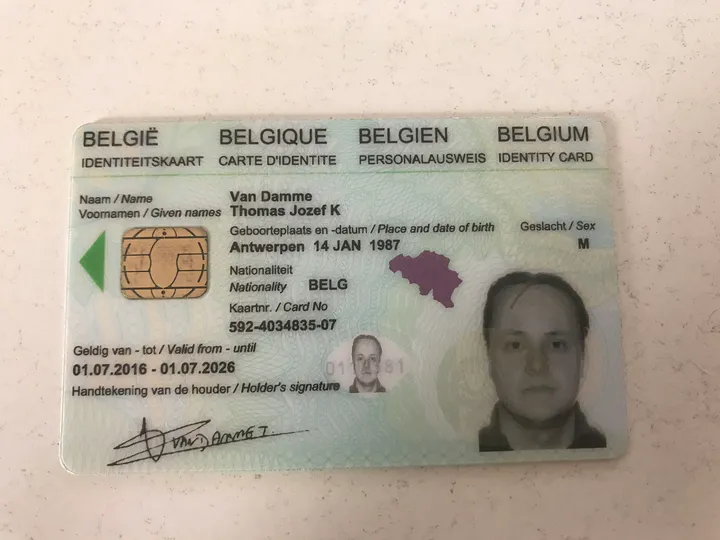 BELGIË BELGIQUE BELGIEN BELGIUM
IDENTITEITSKAART CARTE D'IDENTITE PERSONALAUSWEIS IDENTITY CARD
Naam / Name Van Damme
Voornamen / Given names Thomas Jozef K
Geboorteplaats en -datum / Place and date of birth Geslacht / Sex
Antwerpen 14 JAN 1987 M
Nationaliteit
Nationality BELG
Kaartnr. / Card No
592-4034835-07
Geldig van - tot / Valid from - until
01.07.2016 - 01.07.2026
Handtekening van de houder / Holder's signature
VAN DAMME T.